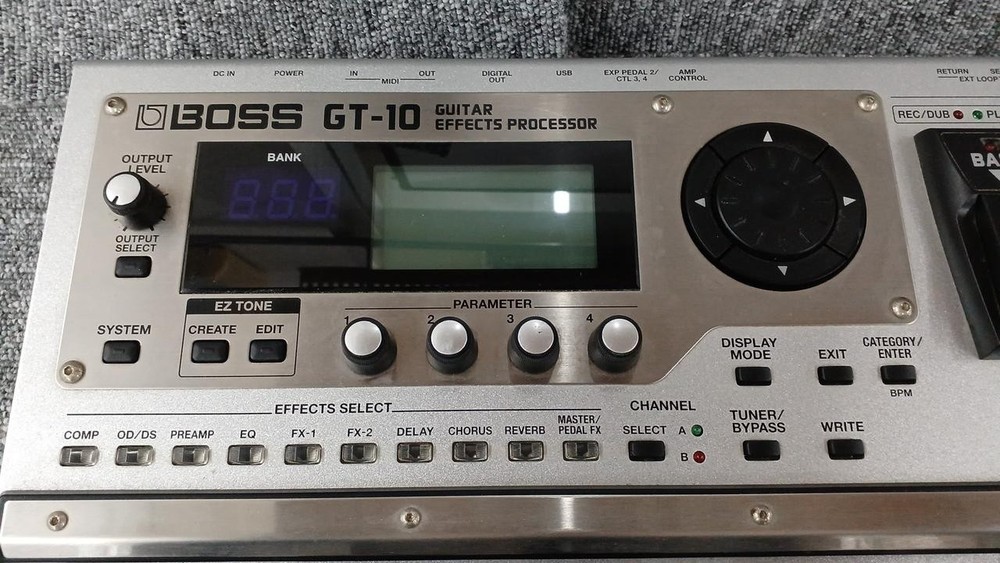 DC IN POWER IN MIDI OUT DIGITAL OUT USB EXP PEDAL 2/ CTL 3, 4 AMP CONTROL RETURN
EXT LOOP
BOSS GT-10 GUITAR EFFECTS PROCESSOR
REC/DUB
OUTPUT LEVEL
BANK
888
OUTPUT SELECT
EZ TONE
PARAMETER
1 2 3 4
SYSTEM CREATE EDIT
DISPLAY MODE EXIT CATEGORY/ ENTER
BPM
EFFECTS SELECT
COMP OD/DS PREAMP EQ FX-1 FX-2 DELAY CHORUS REVERB MASTER/ PEDAL FX
CHANNEL
SELECT A
B
TUNER/ BYPASS WRITE